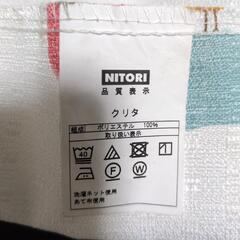 NITORI
品質表示
クリタ
組成 ポリエステル 100%
取り扱い表示
40
P W
洗濯ネット使用
あて布使用